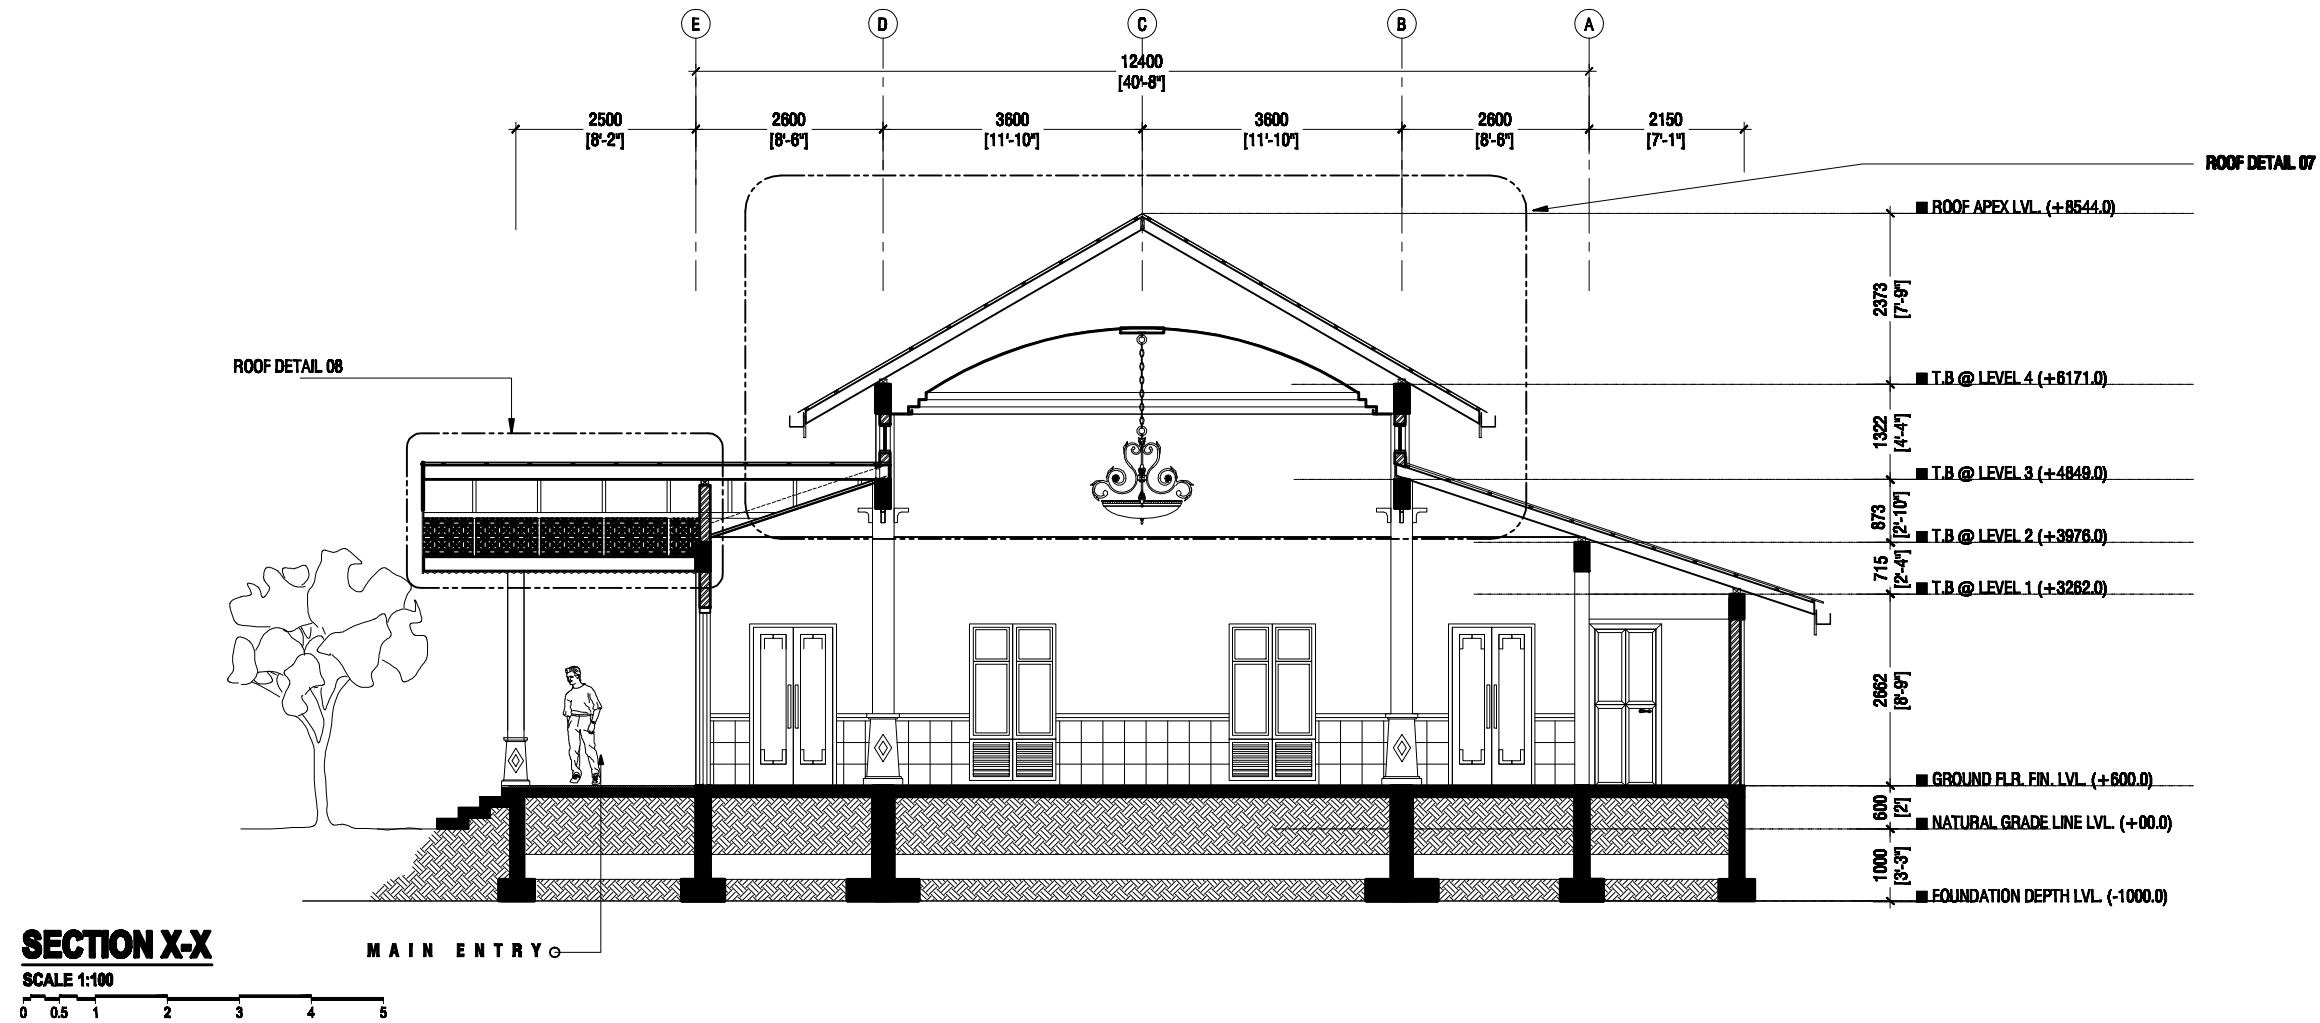 E D C B A
12400
[40'-8"]
2500 2600 3600 3600 2600 2150
[8'-2"] [8'-6"] [11'-10"] [11'-10"] [8'-6"] [7'-1"]
ROOF DETAIL 07
ROOF APEX LVL. (+8544.0)
2373
[7'-9"]
ROOF DETAIL 08
T.B @ LEVEL 4 (+6171.0)
1322
[4'-4"]
T.B @ LEVEL 3 (+4849.0)
873
[2'-10"]
T.B @ LEVEL 2 (+3976.0)
715
[2'-4"]
T.B @ LEVEL 1 (+3262.0)
2662
[8'-9"]
GROUND FLR. FIN. LVL. (+600.0)
600
[2']
NATURAL GRADE LINE LVL. (+00.0)
1000
[3'-3"]
FOUNDATION DEPTH LVL. (-1000.0)
MAIN ENTRY
SECTION X-X
SCALE 1:100
0 0.5 1 2 3 4 5